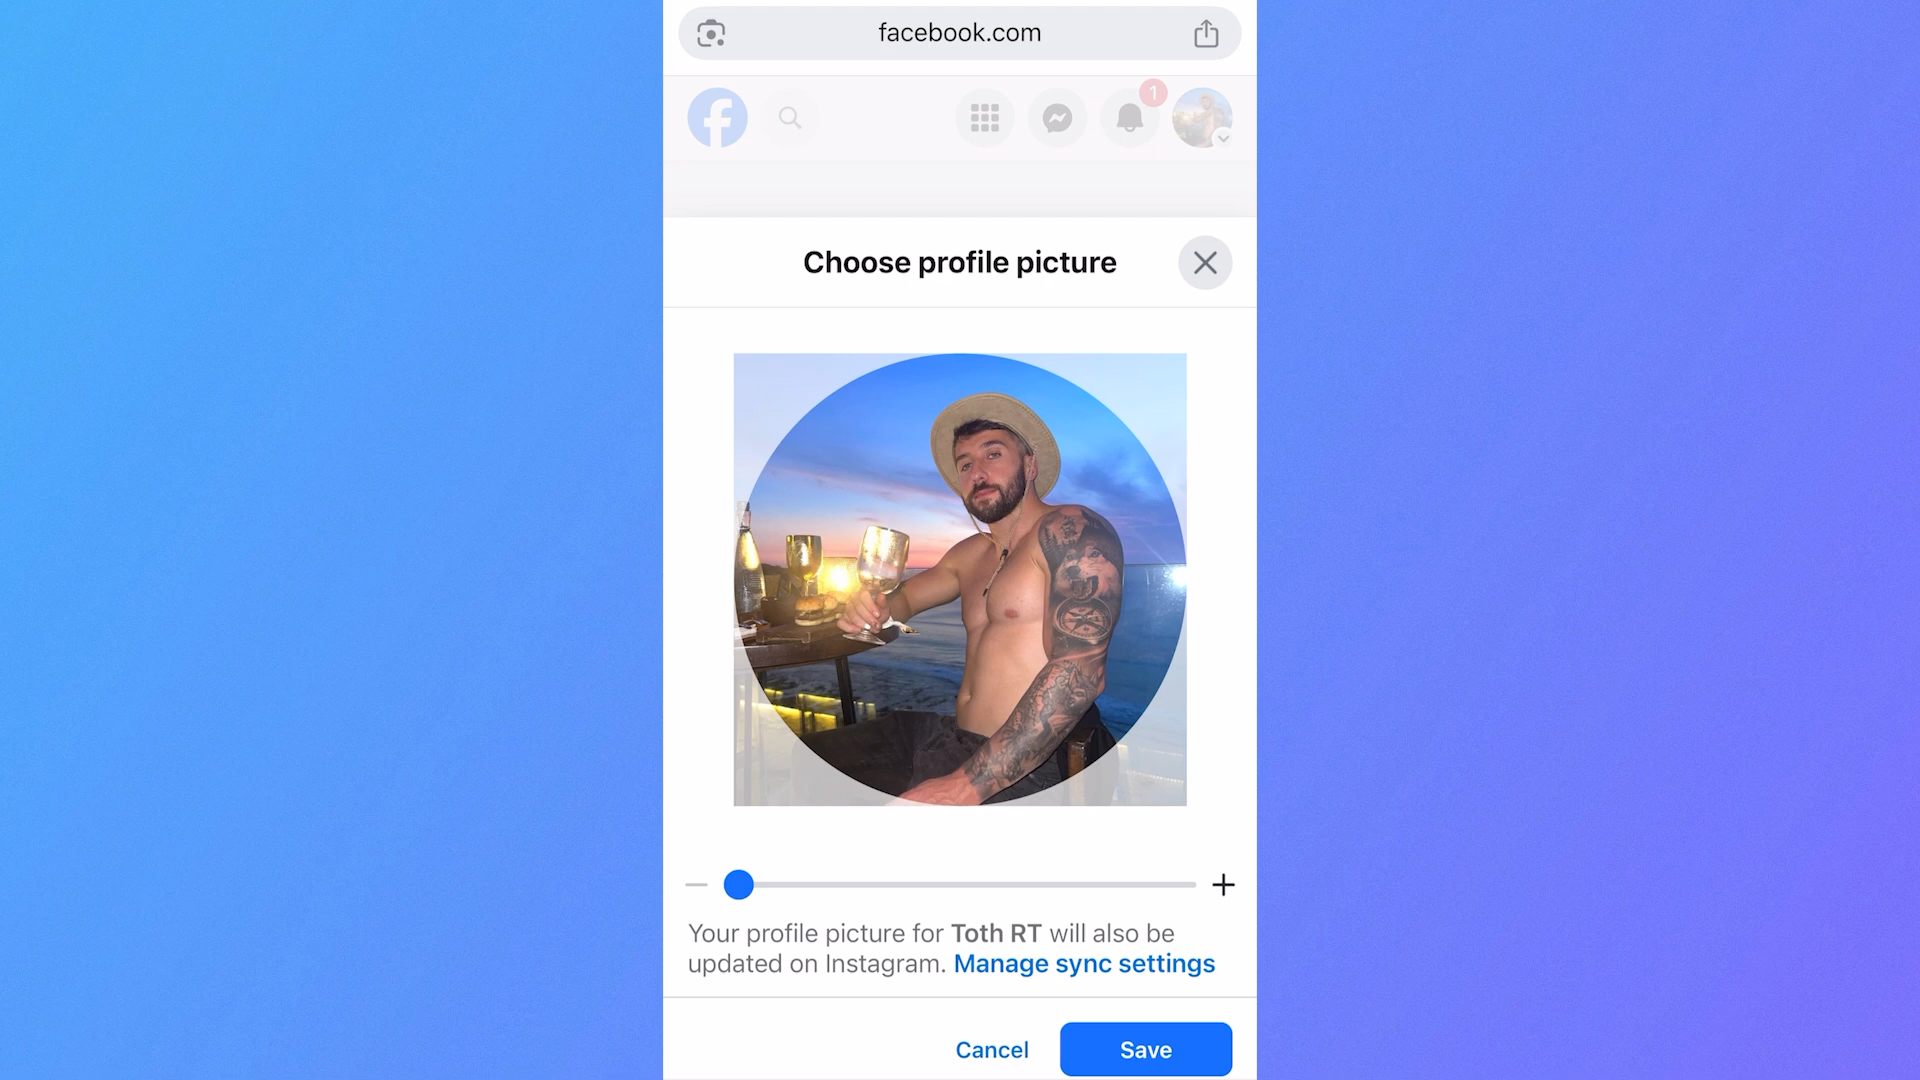 facebook.com
1
Choose profile picture
Your profile picture for Toth RT will also be
updated on Instagram. Manage sync settings
Cancel
Save